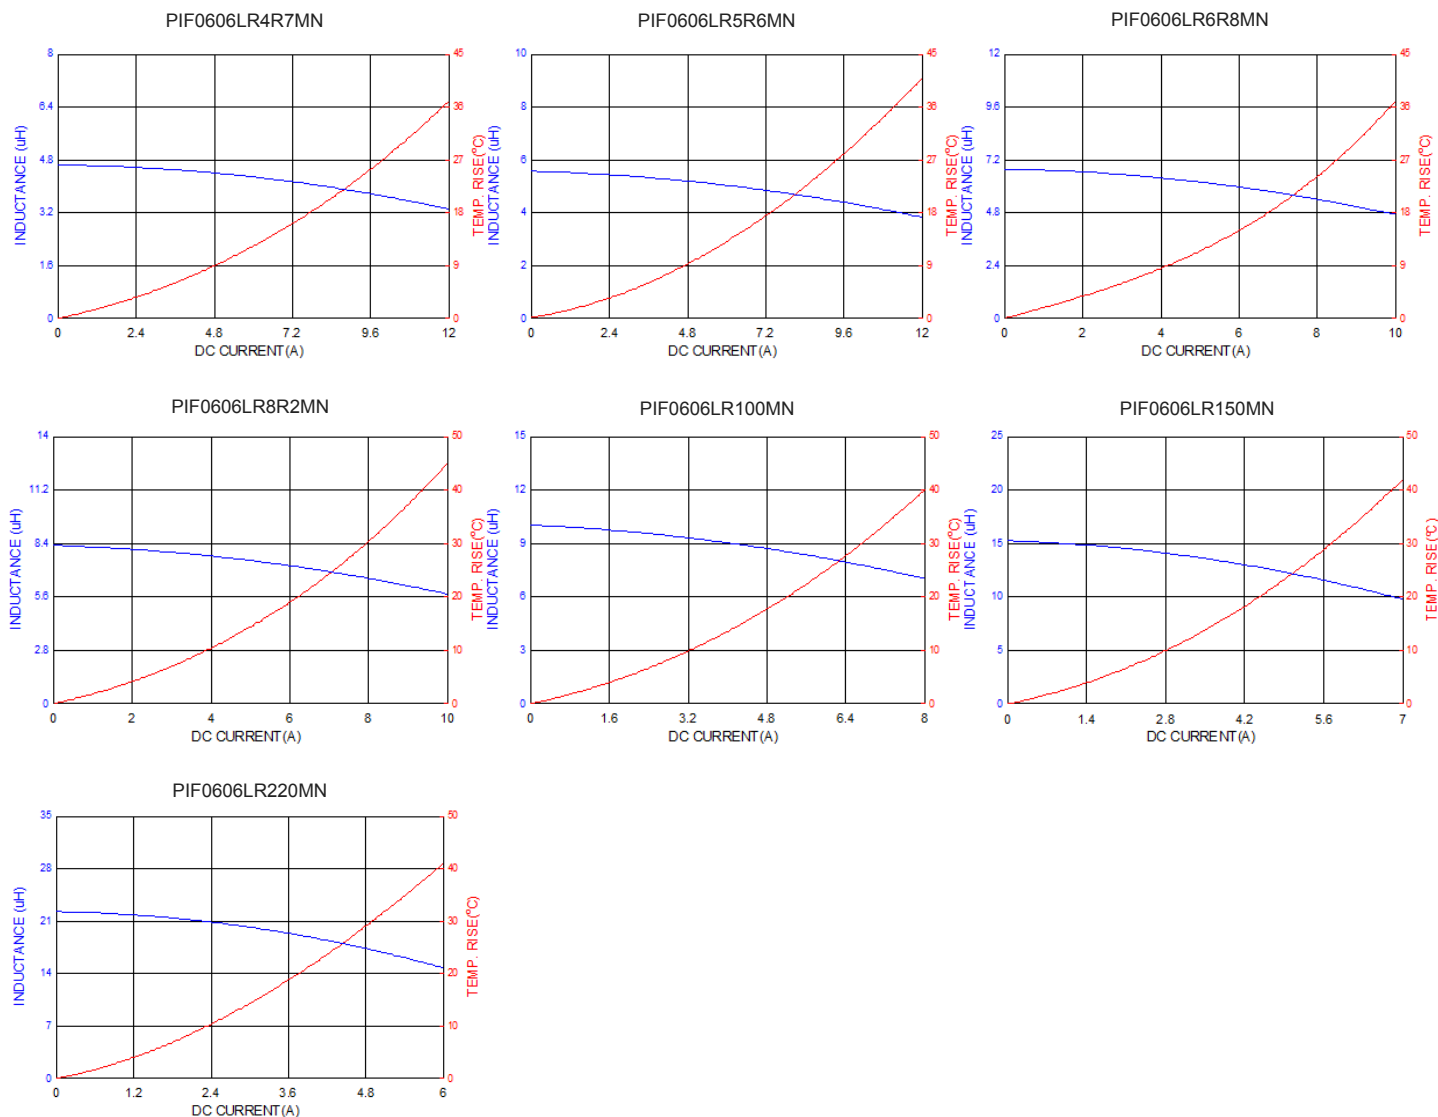 PIF0606LR4R7MN
PIF0606LR5R6MN
PIF0606LR6R8MN
8
6.4
4.8
3.2
1.6
0
INDUCTANCE (uH)
45
36
27
18
9
0
TEMP. RISE(°C)
0 2.4 4.8 7.2 9.6 12
DC CURRENT(A)
10
8
6
4
2
0
INDUCTANCE (uH)
45
36
27
18
9
0
TEMP. RISE(°C)
0 2.4 4.8 7.2 9.6 12
DC CURRENT(A)
12
9.6
7.2
4.8
2.4
0
INDUCTANCE (uH)
45
36
27
18
9
0
TEMP. RISE(°C)
0 2 4 6 8 10
DC CURRENT(A)
PIF0606LR8R2MN
PIF0606LR100MN
PIF0606LR150MN
14
11.2
8.4
5.6
2.8
0
INDUCTANCE (uH)
50
40
30
20
10
0
TEMP. RISE(°C)
0 2 4 6 8 10
DC CURRENT(A)
15
12
9
6
3
0
INDUCTANCE (uH)
50
40
30
20
10
0
TEMP. RISE(°C)
0 1.6 3.2 4.8 6.4 8
DC CURRENT(A)
25
20
15
10
5
0
INDUCTANCE (uH)
50
40
30
20
10
0
TEMP. RISE(℃)
0 1.4 2.8 4.2 5.6 7
DC CURRENT(A)
PIF0606LR220MN
35
28
21
14
7
0
INDUCTANCE (uH)
50
40
30
20
10
0
TEMP. RISE(°C)
0 1.2 2.4 3.6 4.8 6
DC CURRENT(A)